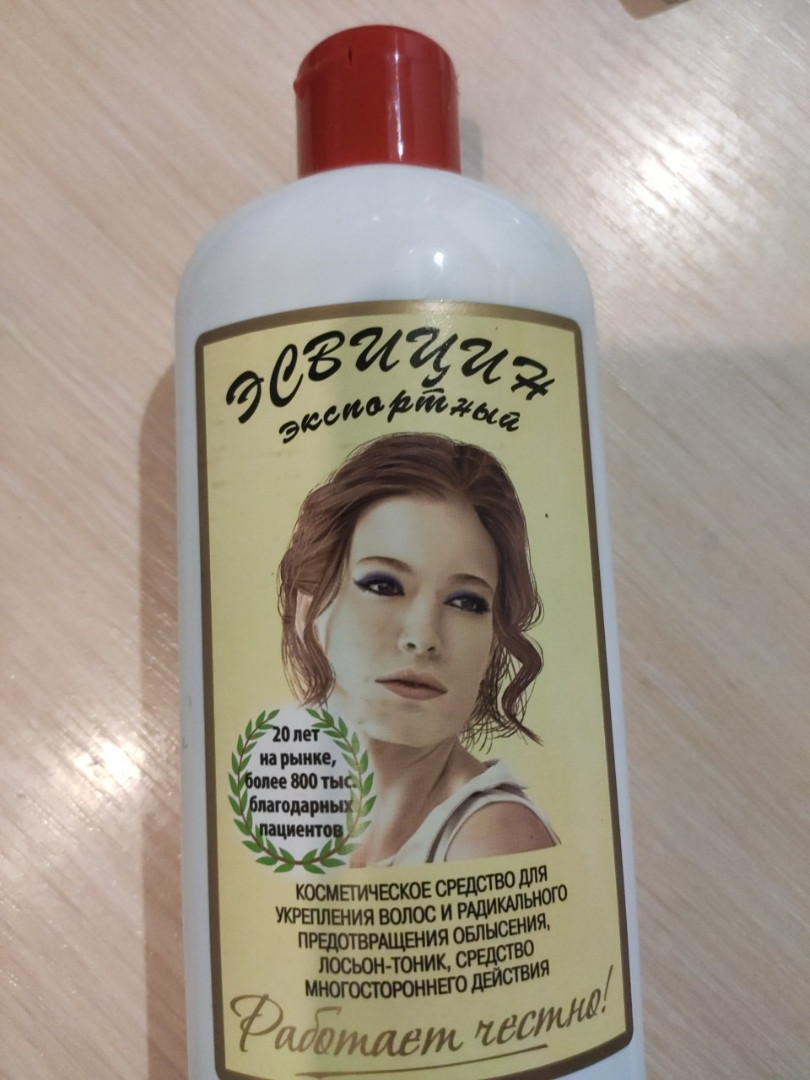 ЭСВИЦИН
экспортный
20 лет
на рынке,
более 800 тыс.
благодарных
пациентов
КОСМЕТИЧЕСКОЕ СРЕДСТВО ДЛЯ
УКРЕПЛЕНИЯ ВОЛОС И РАДИКАЛЬНОГО
ПРЕДОТВРАЩЕНИЯ ОБЛЫСЕНИЯ,
ЛОСЬОН-ТОНИК, СРЕДСТВО
МНОГОСТОРОННЕГО ДЕЙСТВИЯ
Работает честно!